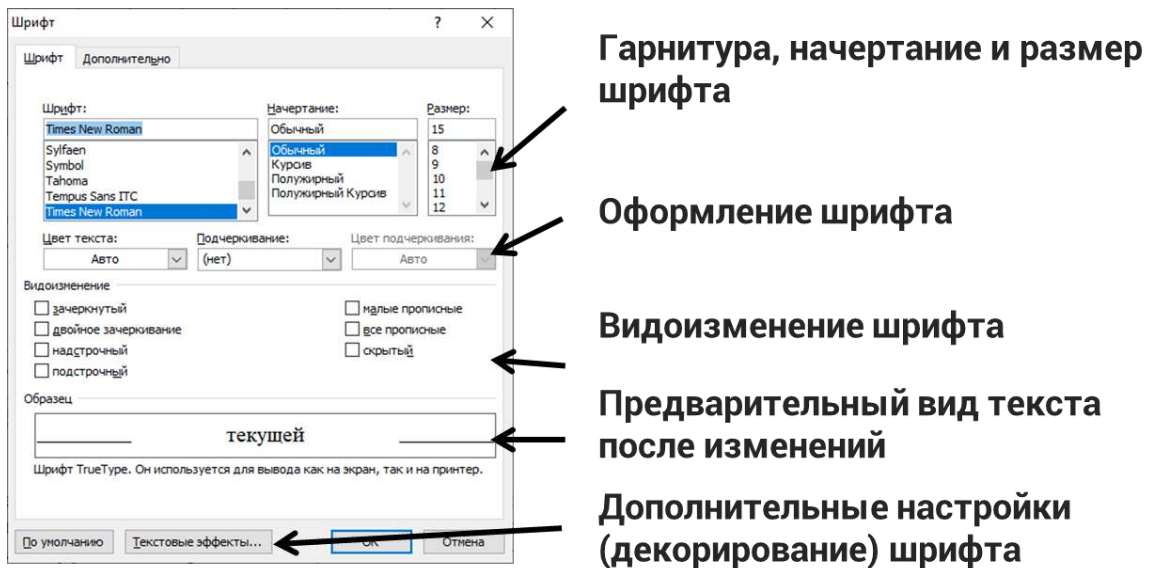 Шрифт ? ✕
Шрифт Дополнительно
Шрифт: Начертание: Размер:
Times New Roman Обычный 15
Sylfaen Обычный 8
Symbol Курсив 9
Tahoma Полужирный 10
Tempus Sans ITC Полужирный Курсив 11
Times New Roman 12
Цвет текста: Подчеркивание: Цвет подчеркивания:
Авто (нет) Авто
Видоизменение
зачеркнутый малые прописные
двойное зачеркивание все прописные
надстрочный скрытый
подстрочный
Образец
текущей
Шрифт TrueType. Он используется для вывода как на экран, так и на принтер.
По умолчанию Текстовые эффекты... ОК Отмена
Гарнитура, начертание и размер
шрифта
Оформление шрифта
Видоизменение шрифта
Предварительный вид текста
после изменений
Дополнительные настройки
(декорирование) шрифта